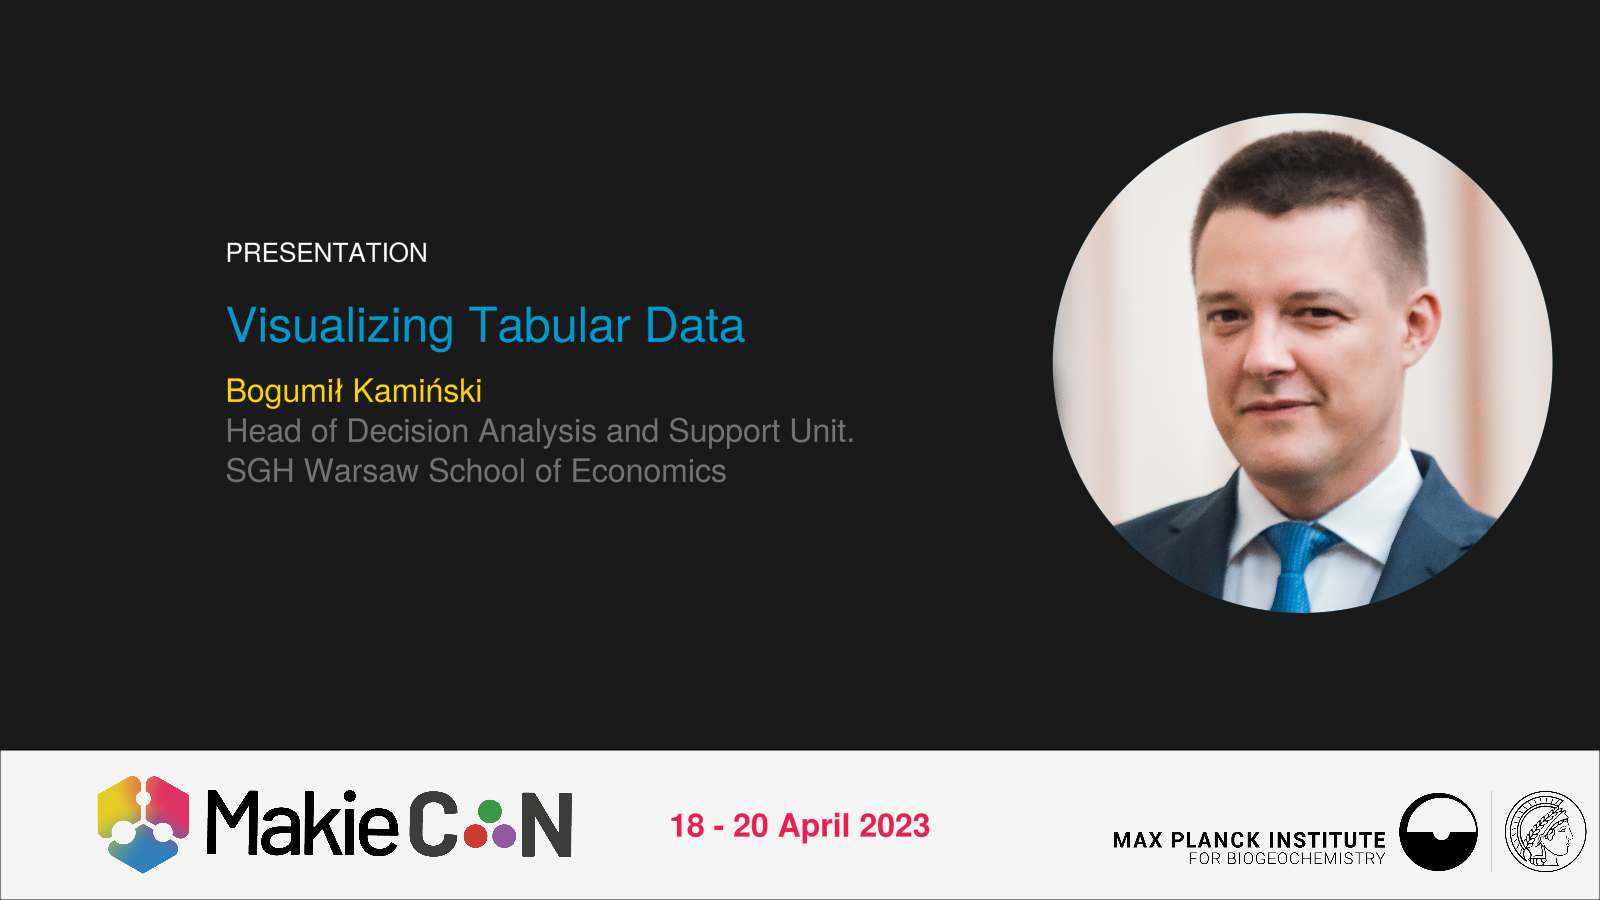 PRESENTATION
Visualizing Tabular Data
Bogumił Kamiński
Head of Decision Analysis and Support Unit.
SGH Warsaw School of Economics
MakieCON
18 - 20 April 2023
MAX PLANCK INSTITUTE
FOR BIOGEOCHEMISTRY